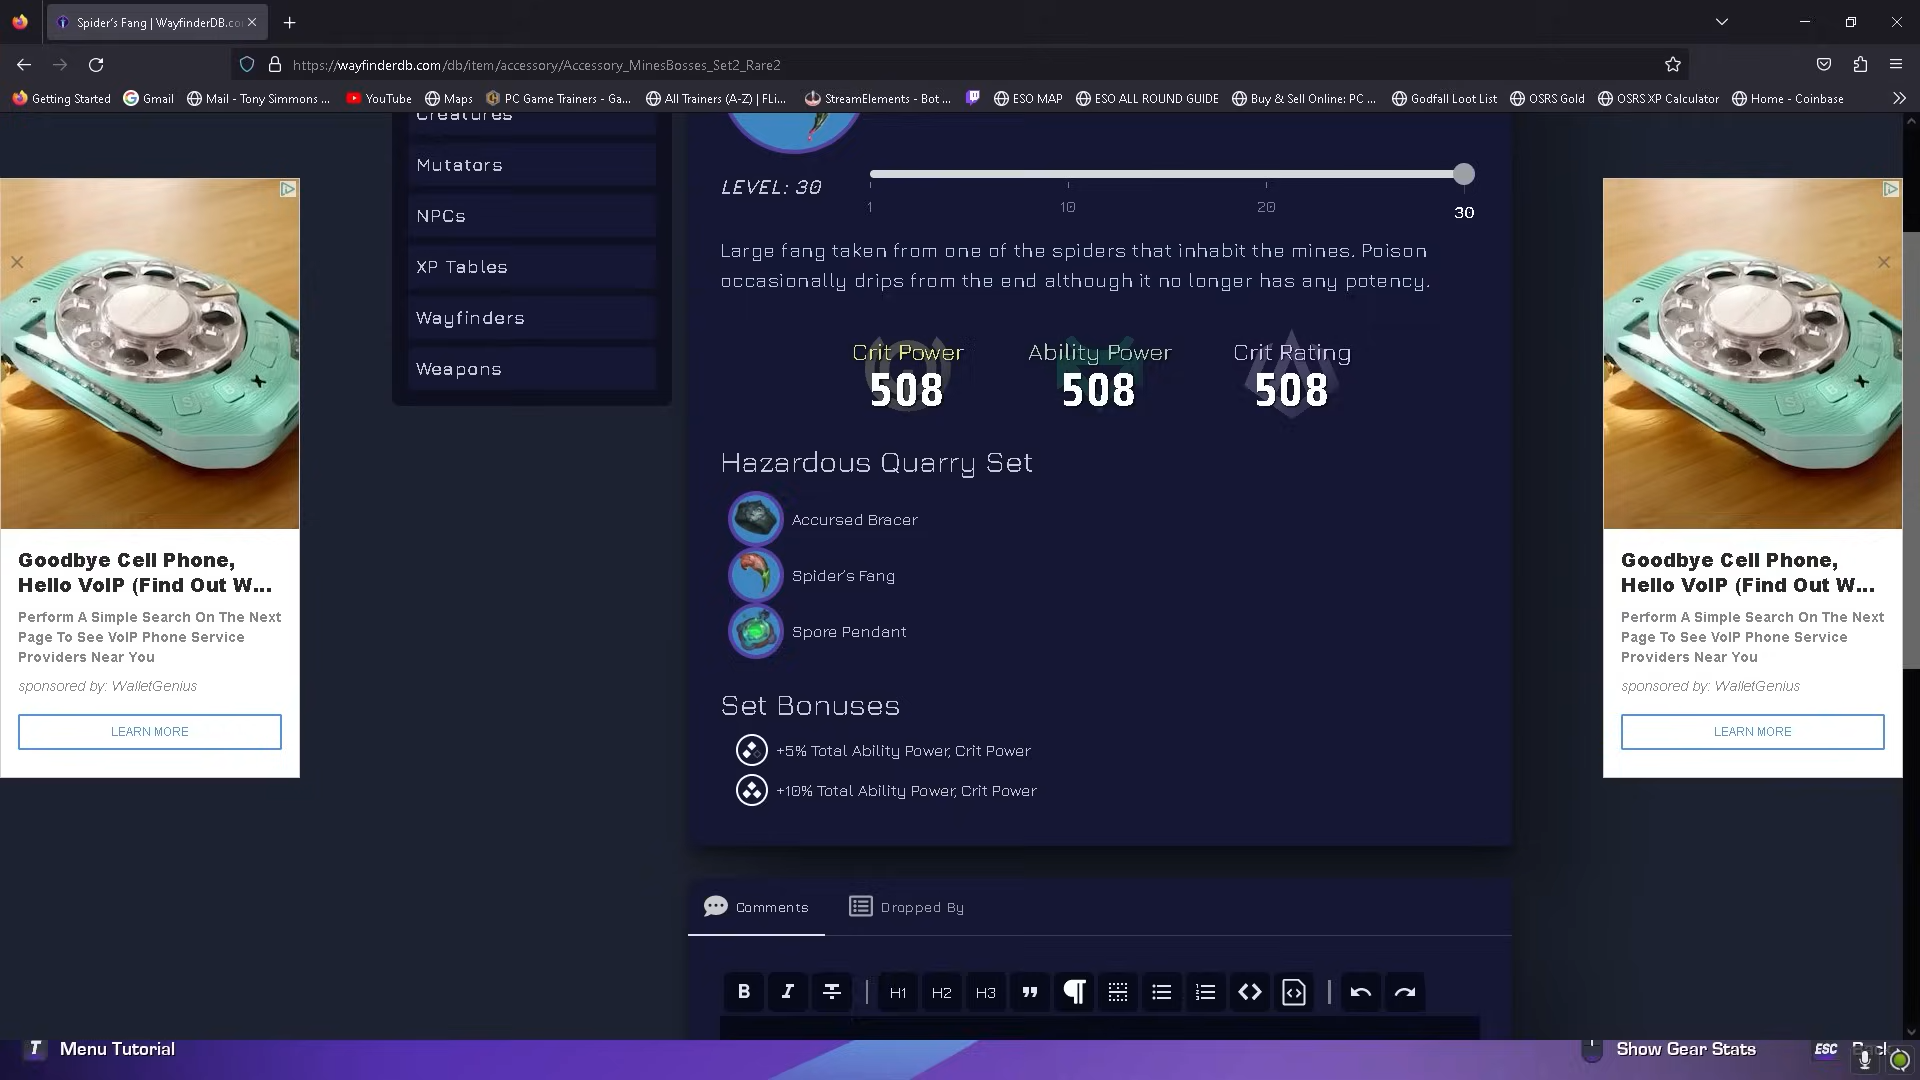 Spider's Fang | WayfinderDB.co
https://wayfinderdb.com/db/item/accessory/Accessory_MinesBosses_Set2_Rare2
Getting Started
Gmail
Mail - Tony Simmons ...
YouTube
Maps
PC Game Trainers - Ga...
All Trainers (A-Z) | FLi...
StreamElements - Bot ...
ESO MAP
ESO ALL ROUND GUIDE
Buy & Sell Online: PC ...
Godfall Loot List
OSRS Gold
OSRS XP Calculator
Home - Coinbase
Creatures
Mutators
NPCs
XP Tables
Wayfinders
Weapons
LEVEL: 30
1 10 20 30
Large fang taken from one of the spiders that inhabit the mines. Poison
occasionally drips from the end although it no longer has any potency.
Crit Power Ability Power Crit Rating
508 508 508
Hazardous Quarry Set
Accursed Bracer
Spider's Fang
Spore Pendant
Set Bonuses
+5% Total Ability Power, Crit Power
+10% Total Ability Power, Crit Power
Comments Dropped By
B I S H1 H2 H3
Goodbye Cell Phone,
Hello VoIP (Find Out W...
Perform A Simple Search On The Next
Page To See VoIP Phone Service
Providers Near You
sponsored by: WalletGenius
LEARN MORE
Goodbye Cell Phone,
Hello VoIP (Find Out W...
Perform A Simple Search On The Next
Page To See VoIP Phone Service
Providers Near You
sponsored by: WalletGenius
LEARN MORE
T Menu Tutorial
Show Gear Stats
ESC